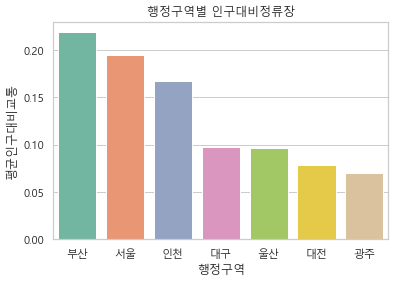 행정구역별 인구대비정류장
평균인구대비교통
0.20
0.15
0.10
0.05
0.00
부산 서울 인천 대구 울산 대전 광주
행정구역